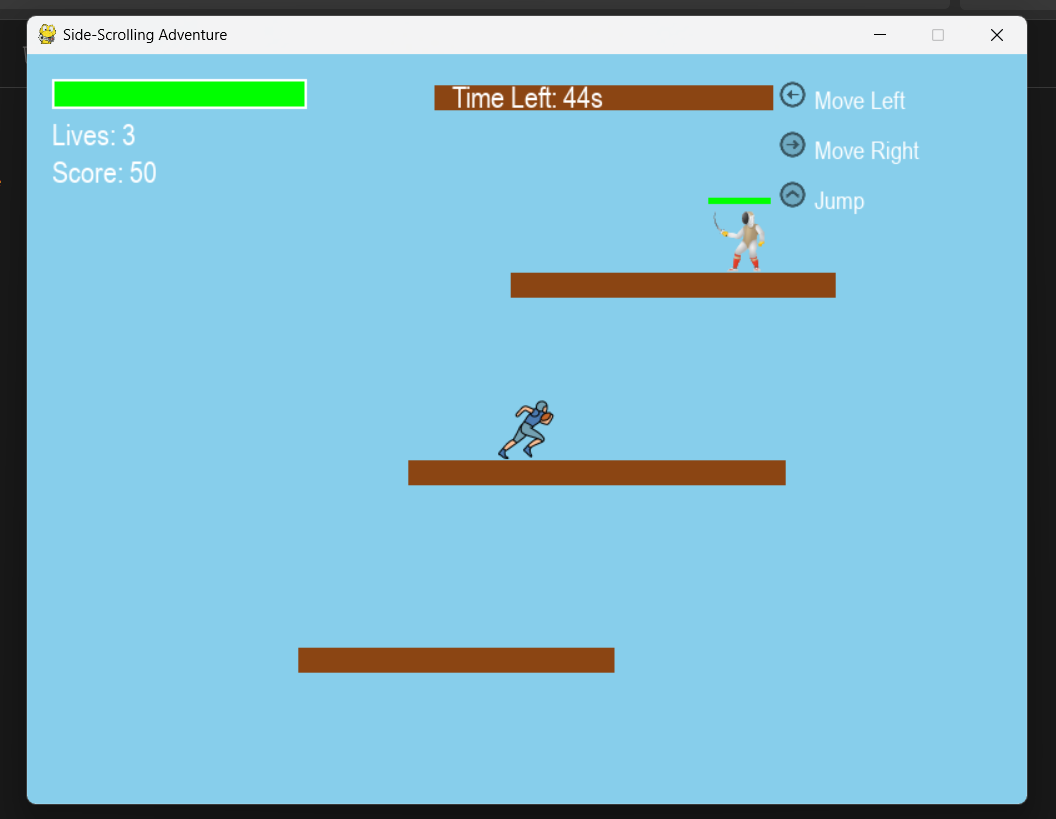 Side-Scrolling Adventure
Time Left: 44s
Move Left
Lives: 3
Move Right
Score: 50
Jump